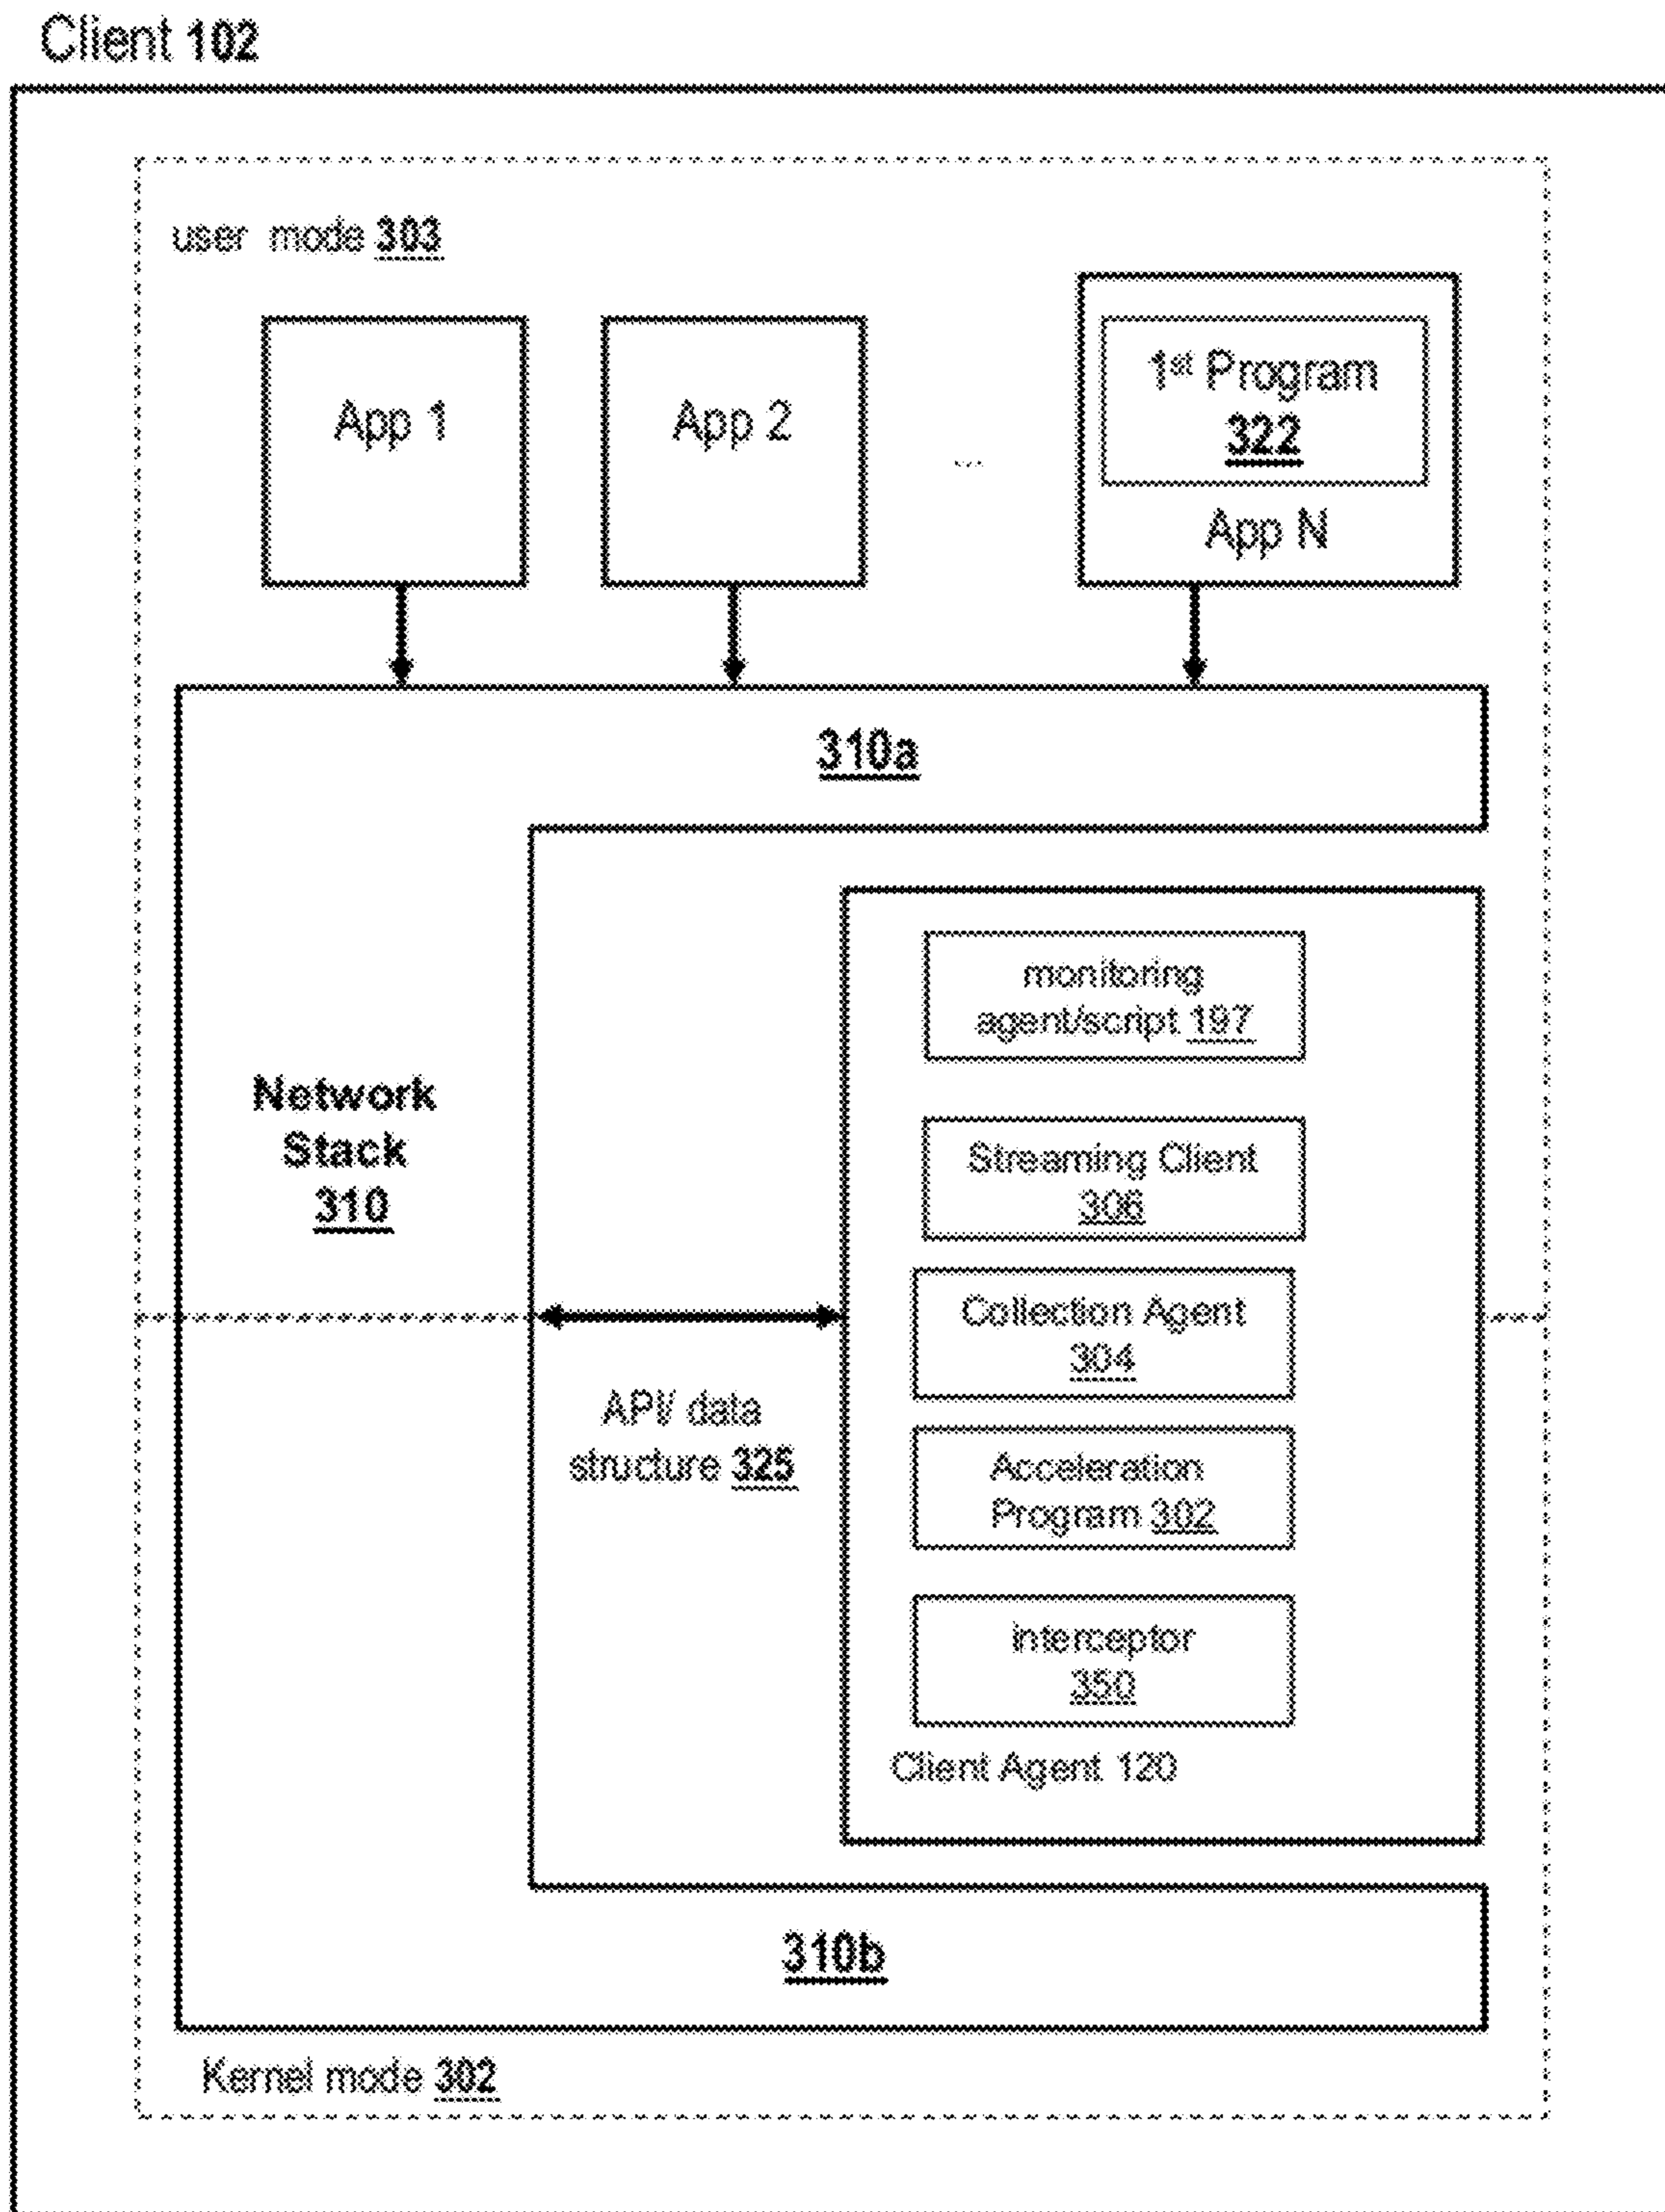 Client 102
user mode 303
App 1
App 2
...
1st Program
322
App N
310a
Network
Stack
310
monitoring
agent/script 197
Streaming Client
306
Collection Agent
304
API/ data
structure 325
Acceleration
Program 302
interceptor
350
Client Agent 120
310b
Kernel mode 302